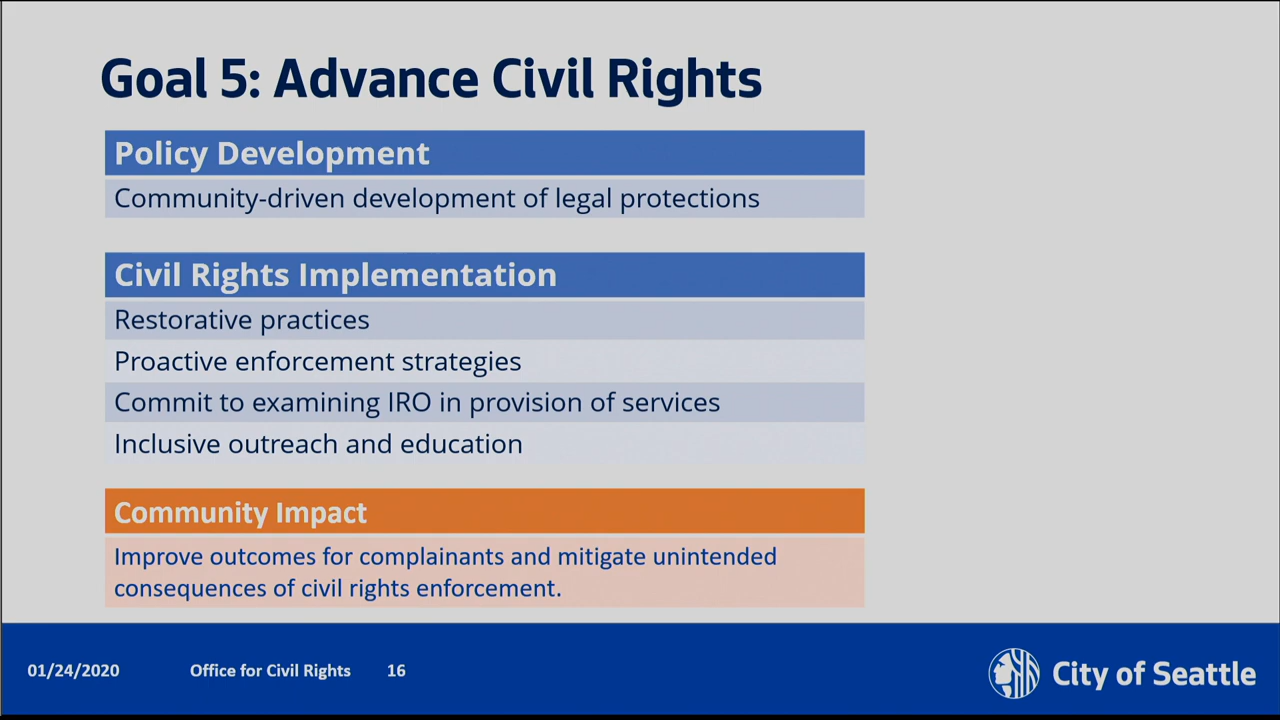 Goal 5: Advance Civil Rights
Policy Development
Community-driven development of legal protections
Civil Rights Implementation
Restorative practices
Proactive enforcement strategies
Commit to examining IRO in provision of services
Inclusive outreach and education
Community Impact
Improve outcomes for complainants and mitigate unintended
consequences of civil rights enforcement.
01/24/2020 Office for Civil Rights 16 City of Seattle